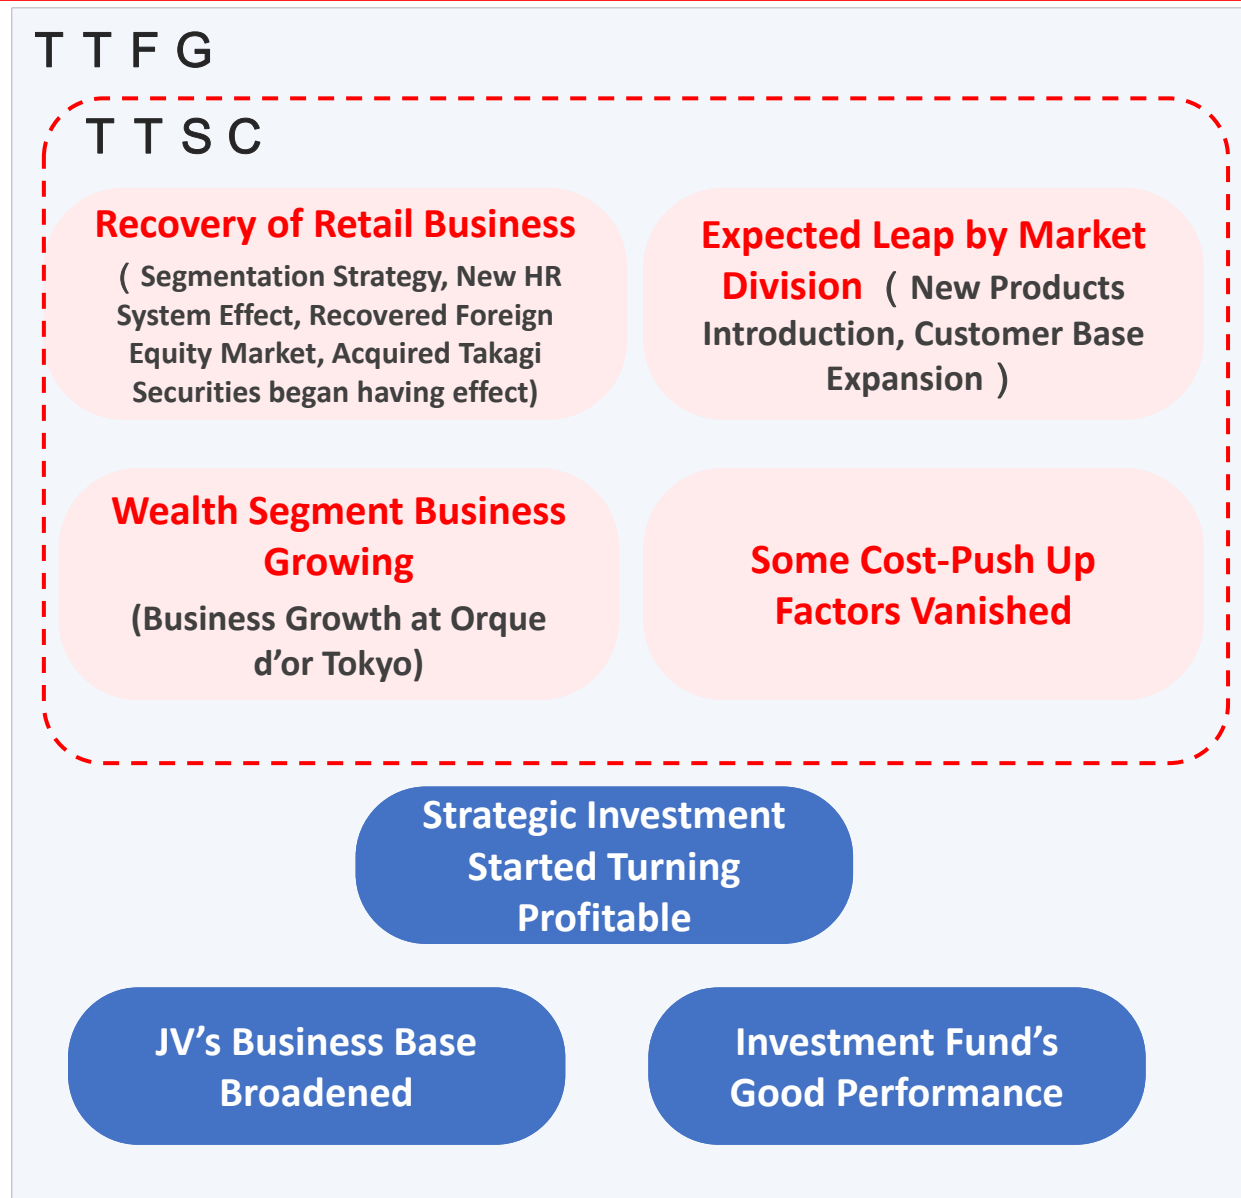 ＴＴＦＧ
ＴＴＳＣ
Recovery of Retail Business
（ Segmentation Strategy, New HR
System Effect, Recovered Foreign
Equity Market, Acquired Takagi
Securities began having effect)
Expected Leap by Market
Division （ New Products
Introduction, Customer Base
Expansion ）
Wealth Segment Business
Growing
(Business Growth at Orque
d’or Tokyo)
Some Cost-Push Up
Factors Vanished
Strategic Investment
Started Turning
Profitable
JV’s Business Base
Broadened
Investment Fund’s
Good Performance